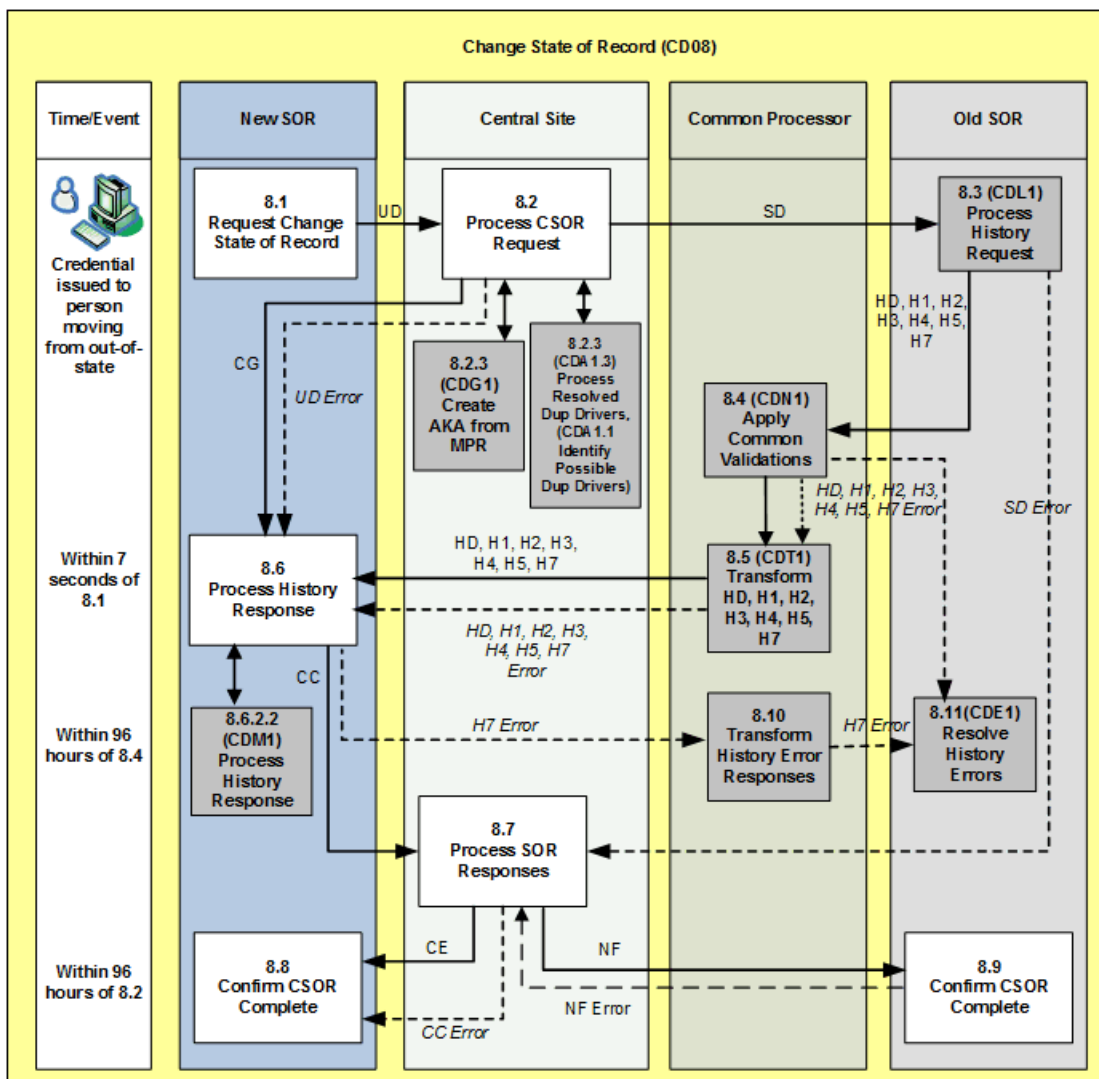 Change State of Record (CD08)
Time/Event
New SOR
Central Site
Common Processor
Old SOR
Credential
issued to
person
moving
from out-of-
state
8.1
Request Change
State of Record
UD
8.2
Process CSOR
Request
SD
8.3 (CDL1)
Process
History
Request
HD, H1, H2,
H3, H4, H5,
H7
CG
UD Error
8.2.3
(CDG1)
Create
AKA from
MPR
8.2.3
(CDA1.3)
Process
Resolved
Dup Drivers,
(CDA1.1
Identify
Possible
Dup Drivers)
8.4 (CDN1)
Apply
Common
Validations
HD, H1, H2, H3,
H4, H5, H7 Error
SD Error
Within 7
seconds of
8.1
8.6
Process History
Response
HD, H1, H2, H3,
H4, H5, H7
8.5 (CDT1)
Transform
HD, H1, H2,
H3, H4, H5,
H7
HD, H1, H2, H3,
H4, H5, H7
Error
CC
Within 96
hours of 8.4
8.6.2.2
(CDM1)
Process
History
Response
H7 Error
8.10
Transform
History Error
Responses
H7 Error
8.11(CDE1)
Resolve
History
Errors
8.7
Process SOR
Responses
Within 96
hours of 8.2
8.8
Confirm CSOR
Complete
CE
CC Error
NF
NF Error
8.9
Confirm CSOR
Complete